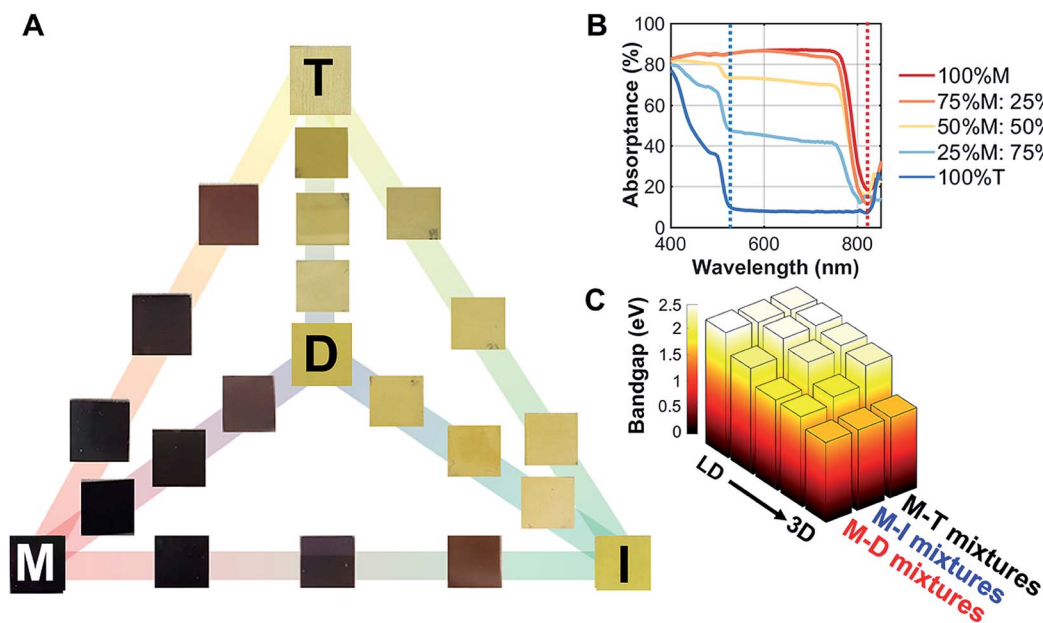 A
T
D
M
I
B
100
80
60
40
20
0
Absorptance (%)
400
600
800
Wavelength (nm)
100%M
75%M: 25%
50%M: 50%
25%M: 75%
100%T
C
Bandgap (eV)
2.5
2
1.5
1
0.5
0
LD
3D
M-T mixtures
M-I mixtures
M-D mixtures